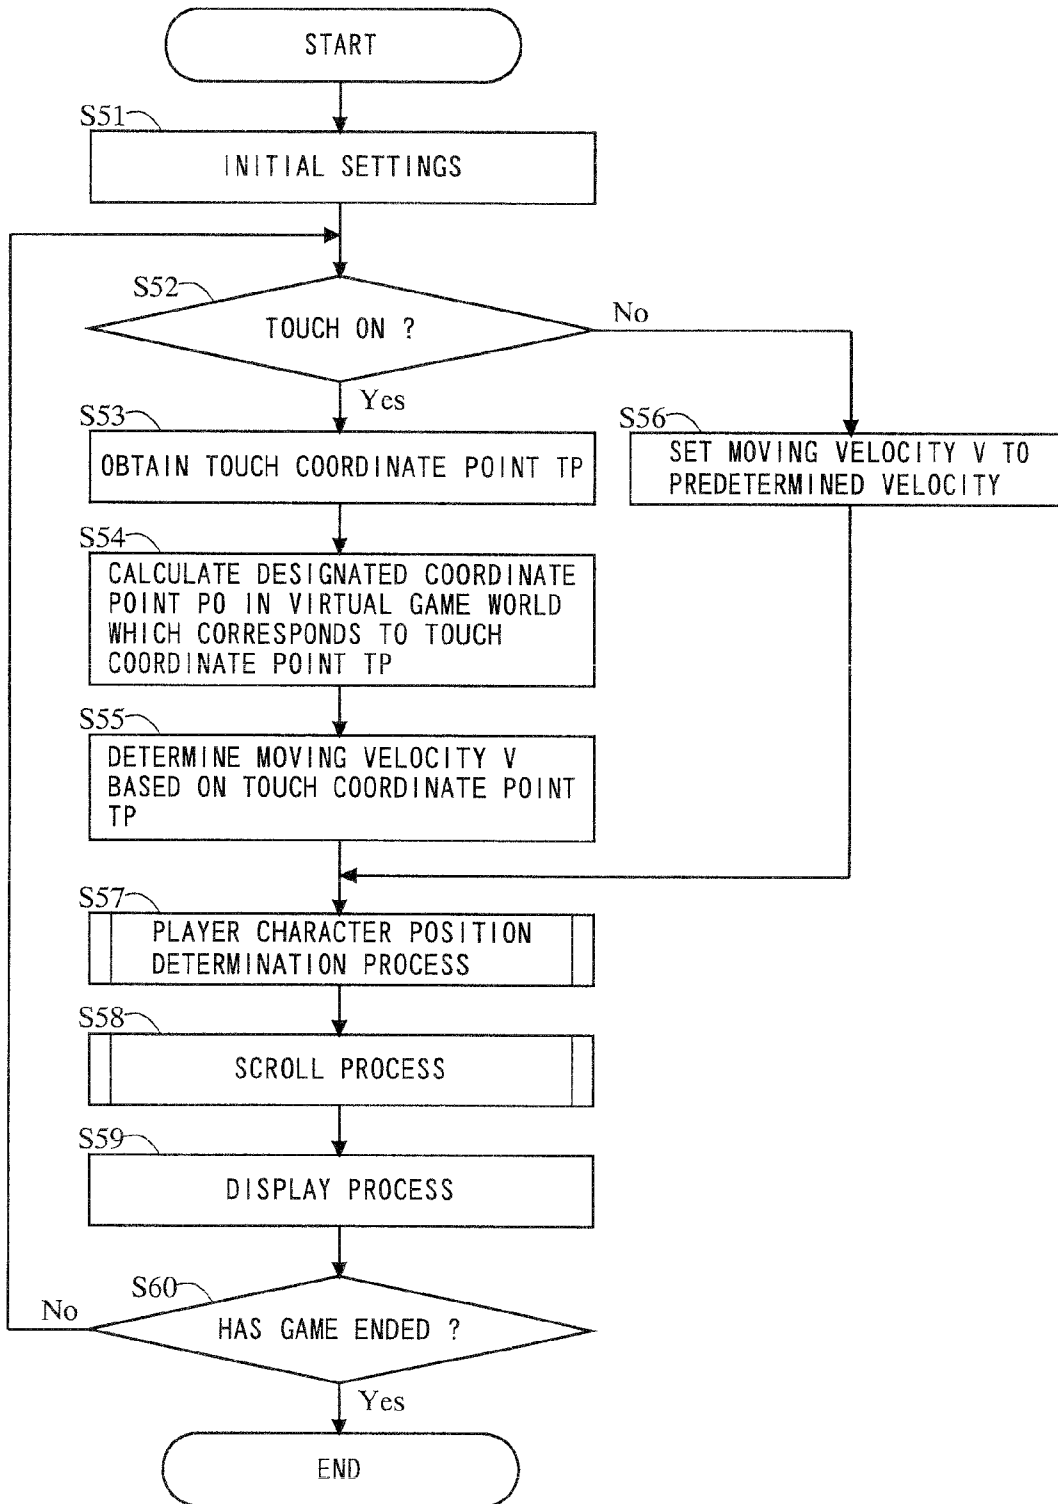 START
S51
INITIAL SETTINGS
S52
TOUCH ON ?
No
Yes
S53
OBTAIN TOUCH COORDINATE POINT TP
S56
SET MOVING VELOCITY V TO
PREDETERMINED VELOCITY
S54
CALCULATE DESIGNATED COORDINATE
POINT P0 IN VIRTUAL GAME WORLD
WHICH CORRESPONDS TO TOUCH
COORDINATE POINT TP
S55
DETERMINE MOVING VELOCITY V
BASED ON TOUCH COORDINATE POINT
TP
S57
PLAYER CHARACTER POSITION
DETERMINATION PROCESS
S58
SCROLL PROCESS
S59
DISPLAY PROCESS
S60
No
HAS GAME ENDED ?
Yes
END